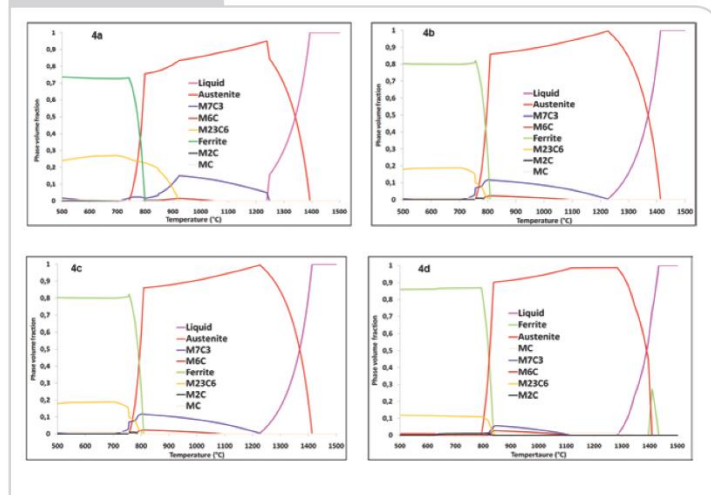 4a
Phase volume fraction
1
0,9
0,8
0,7
0,6
0,5
0,4
0,3
0,2
0,1
0
Liquid
Austenite
M7C3
M6C
M23C6
Ferrite
M2C
MC
500 600 700 800 900 1000 1100 1200 1300 1400 1500
Temperature (°C)
4b
Phase volume fraction
1
0,9
0,8
0,7
0,6
0,5
0,4
0,3
0,2
0,1
0
Liquid
Austenite
M7C3
M6C
Ferrite
M23C6
M2C
MC
500 600 700 800 900 1000 1100 1200 1300 1400 1500
Temperature (°C)
4c
Phase volume fraction
1
0,9
0,8
0,7
0,6
0,5
0,4
0,3
0,2
0,1
0
Liquid
Austenite
M7C3
M6C
Ferrite
M23C6
M2C
MC
500 600 700 800 900 1000 1100 1200 1300 1400 1500
Temperature (°C)
4d
Phase volume fraction
1
0,9
0,8
0,7
0,6
0,5
0,4
0,3
0,2
0,1
0
Liquid
Ferrite
Austenite
MC
M7C3
M6C
M23C6
M2C
500 600 700 800 900 1000 1100 1200 1300 1400 1500
Tempertaure (°C)